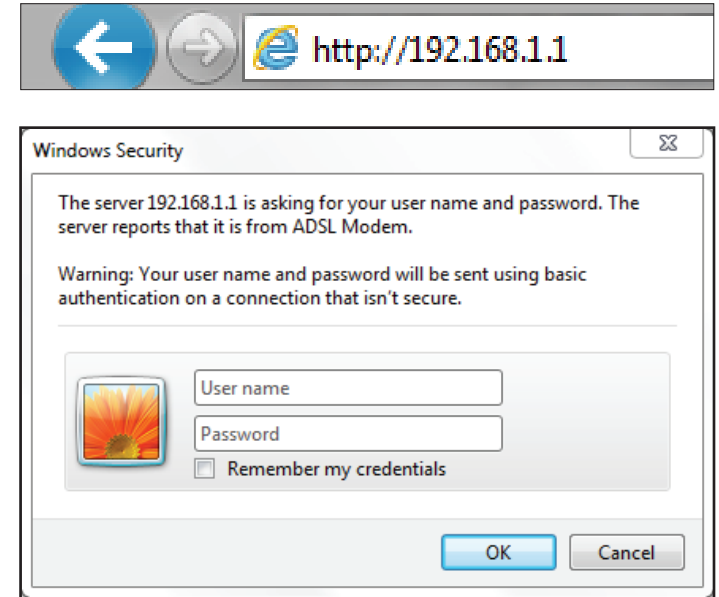 http://192.168.1.1
Windows Security
The server 192.168.1.1 is asking for your user name and password. The
server reports that it is from ADSL Modem.
Warning: Your user name and password will be sent using basic
authentication on a connection that isn't secure.
User name
Password
Remember my credentials
OK
Cancel